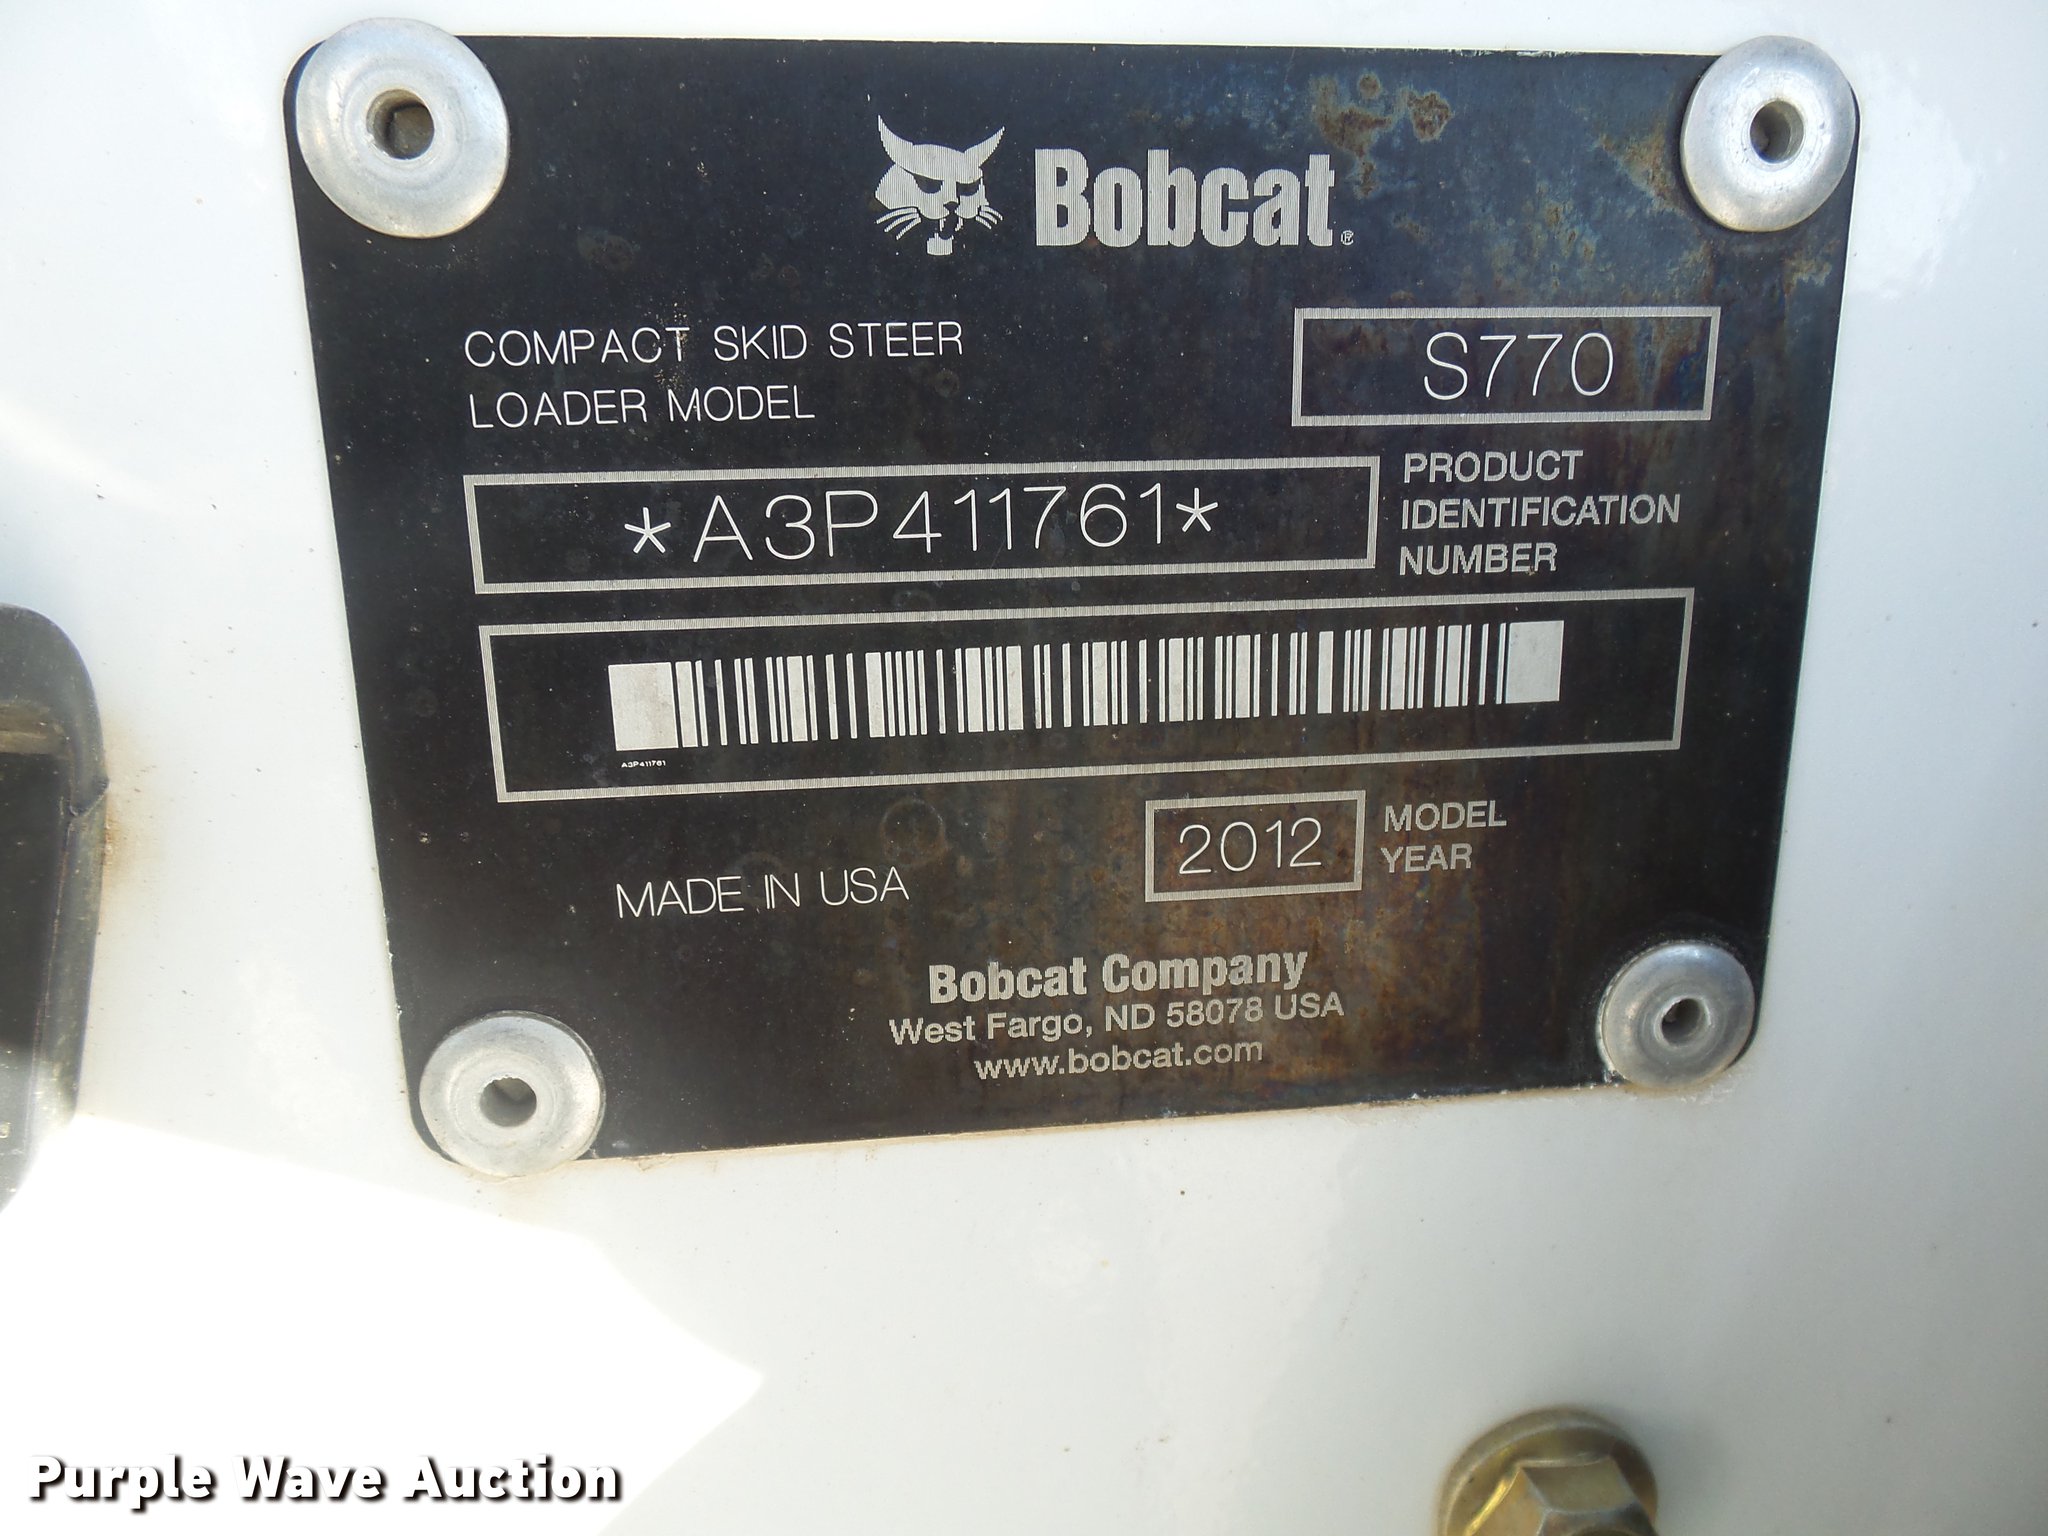 Bobcat®
COMPACT SKID STEER
LOADER MODEL
S770
*A3P411761*
PRODUCT
IDENTIFICATION
NUMBER
A3P411761
2012
MODEL
YEAR
MADE IN USA
Bobcat Company
West Fargo, ND 58078 USA
www.bobcat.com
Purple Wave Auction